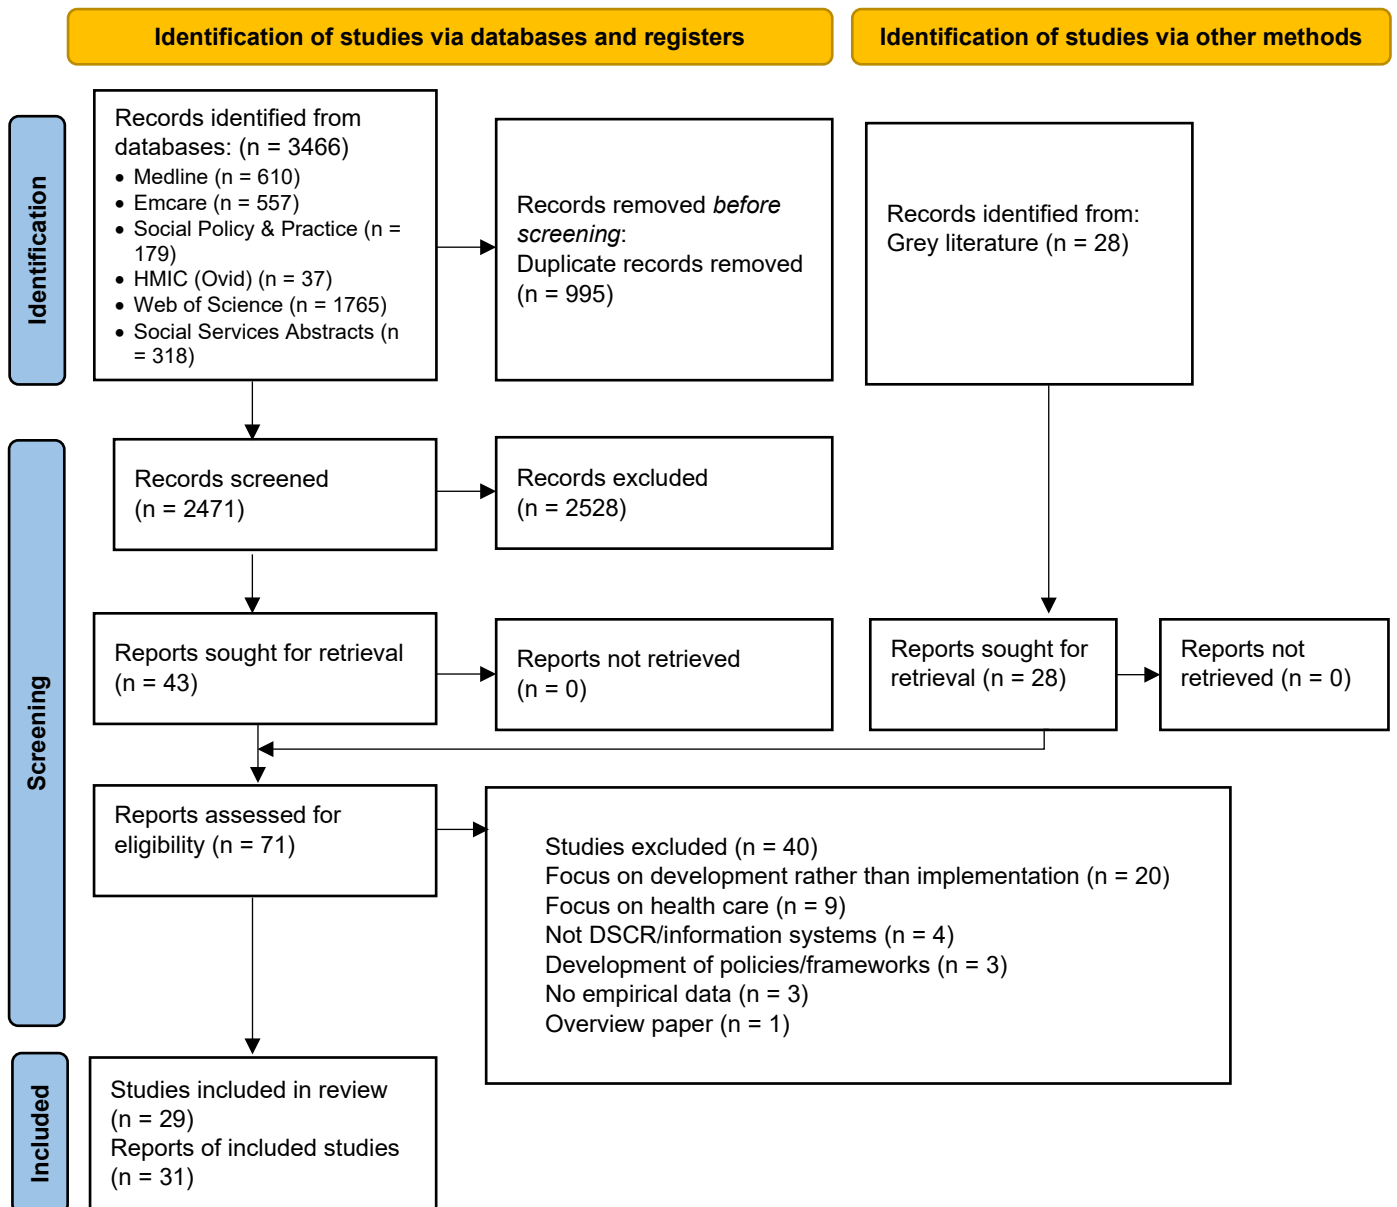 Identification of studies via databases and registers
Identification of studies via other methods
Identification
Records identified from
databases: (n = 3466)
• Medline (n = 610)
• Emcare (n = 557)
• Social Policy & Practice (n =
179)
• HMIC (Ovid) (n = 37)
• Web of Science (n = 1765)
• Social Services Abstracts (n
= 318)
Records removed before
screening:
Duplicate records removed
(n = 995)
Records identified from:
Grey literature (n = 28)
Screening
Records screened
(n = 2471)
Records excluded
(n = 2528)
Reports sought for retrieval
(n = 43)
Reports not retrieved
(n = 0)
Reports sought for
retrieval (n = 28)
Reports not
retrieved (n = 0)
Reports assessed for
eligibility (n = 71)
Studies excluded (n = 40)
Focus on development rather than implementation (n = 20)
Focus on health care (n = 9)
Not DSCR/information systems (n = 4)
Development of policies/frameworks (n = 3)
No empirical data (n = 3)
Overview paper (n = 1)
Included
Studies included in review
(n = 29)
Reports of included studies
(n = 31)